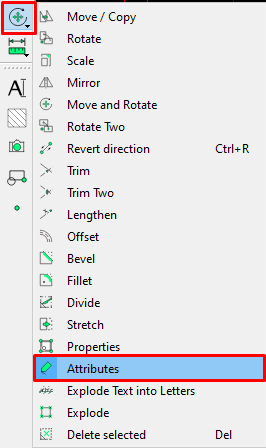 Move / Copy
Rotate
Scale
Mirror
Move and Rotate
Rotate Two
Revert direction Ctrl+R
Trim
Trim Two
Lengthen
Offset
Bevel
Fillet
Divide
Stretch
Properties
Attributes
Explode Text into Letters
Explode
Delete selected Del